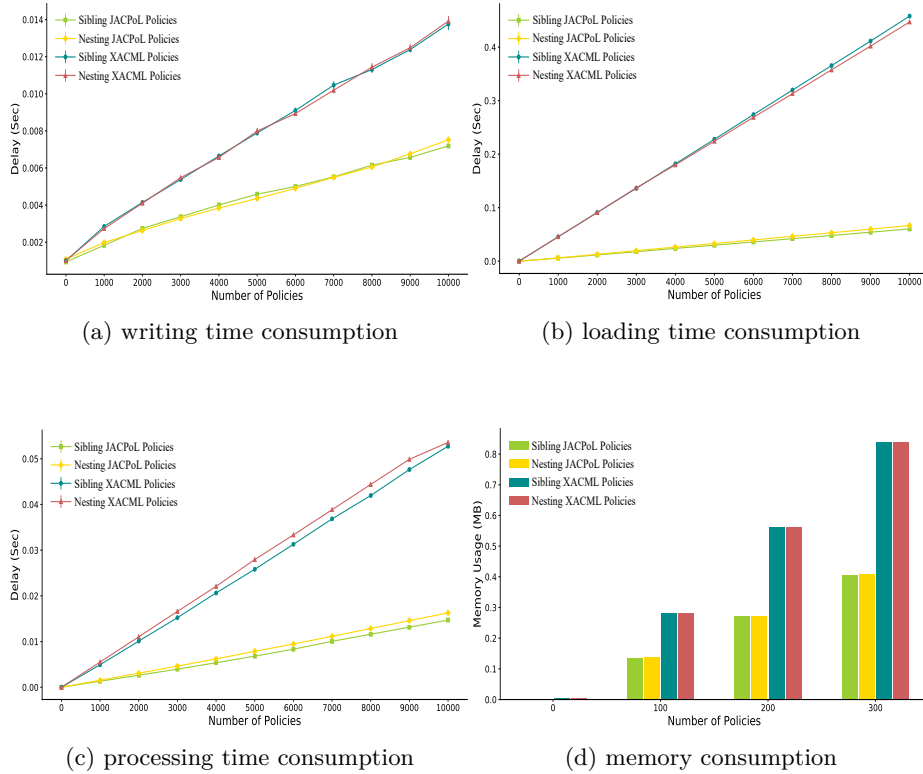 Sibling JACPoL Policies
Nesting JACPoL Policies
Sibling XACML Policies
Nesting XACML Policies
Delay (Sec)
0.014
0.012
0.010
0.008
0.006
0.004
0.002
0 1000 2000 3000 4000 5000 6000 7000 8000 9000 10000
Number of Policies
(a) writing time consumption
Sibling JACPoL Policies
Nesting JACPoL Policies
Sibling XACML Policies
Nesting XACML Policies
Delay (Sec)
0.4
0.3
0.2
0.1
0.0
0 1000 2000 3000 4000 5000 6000 7000 8000 9000 10000
Number of Policies
(b) loading time consumption
Sibling JACPoL Policies
Nesting JACPoL Policies
Sibling XACML Policies
Nesting XACML Policies
Delay (Sec)
0.05
0.04
0.03
0.02
0.01
0.00
0 1000 2000 3000 4000 5000 6000 7000 8000 9000 10000
Number of Policies
(c) processing time consumption
Sibling JACPoL Policies
Nesting JACPoL Policies
Sibling XACML Policies
Nesting XACML Policies
Memory Usage (MB)
0.8
0.7
0.6
0.5
0.4
0.3
0.2
0.1
0.0
0 100 200 300
Number of Policies
(d) memory consumption